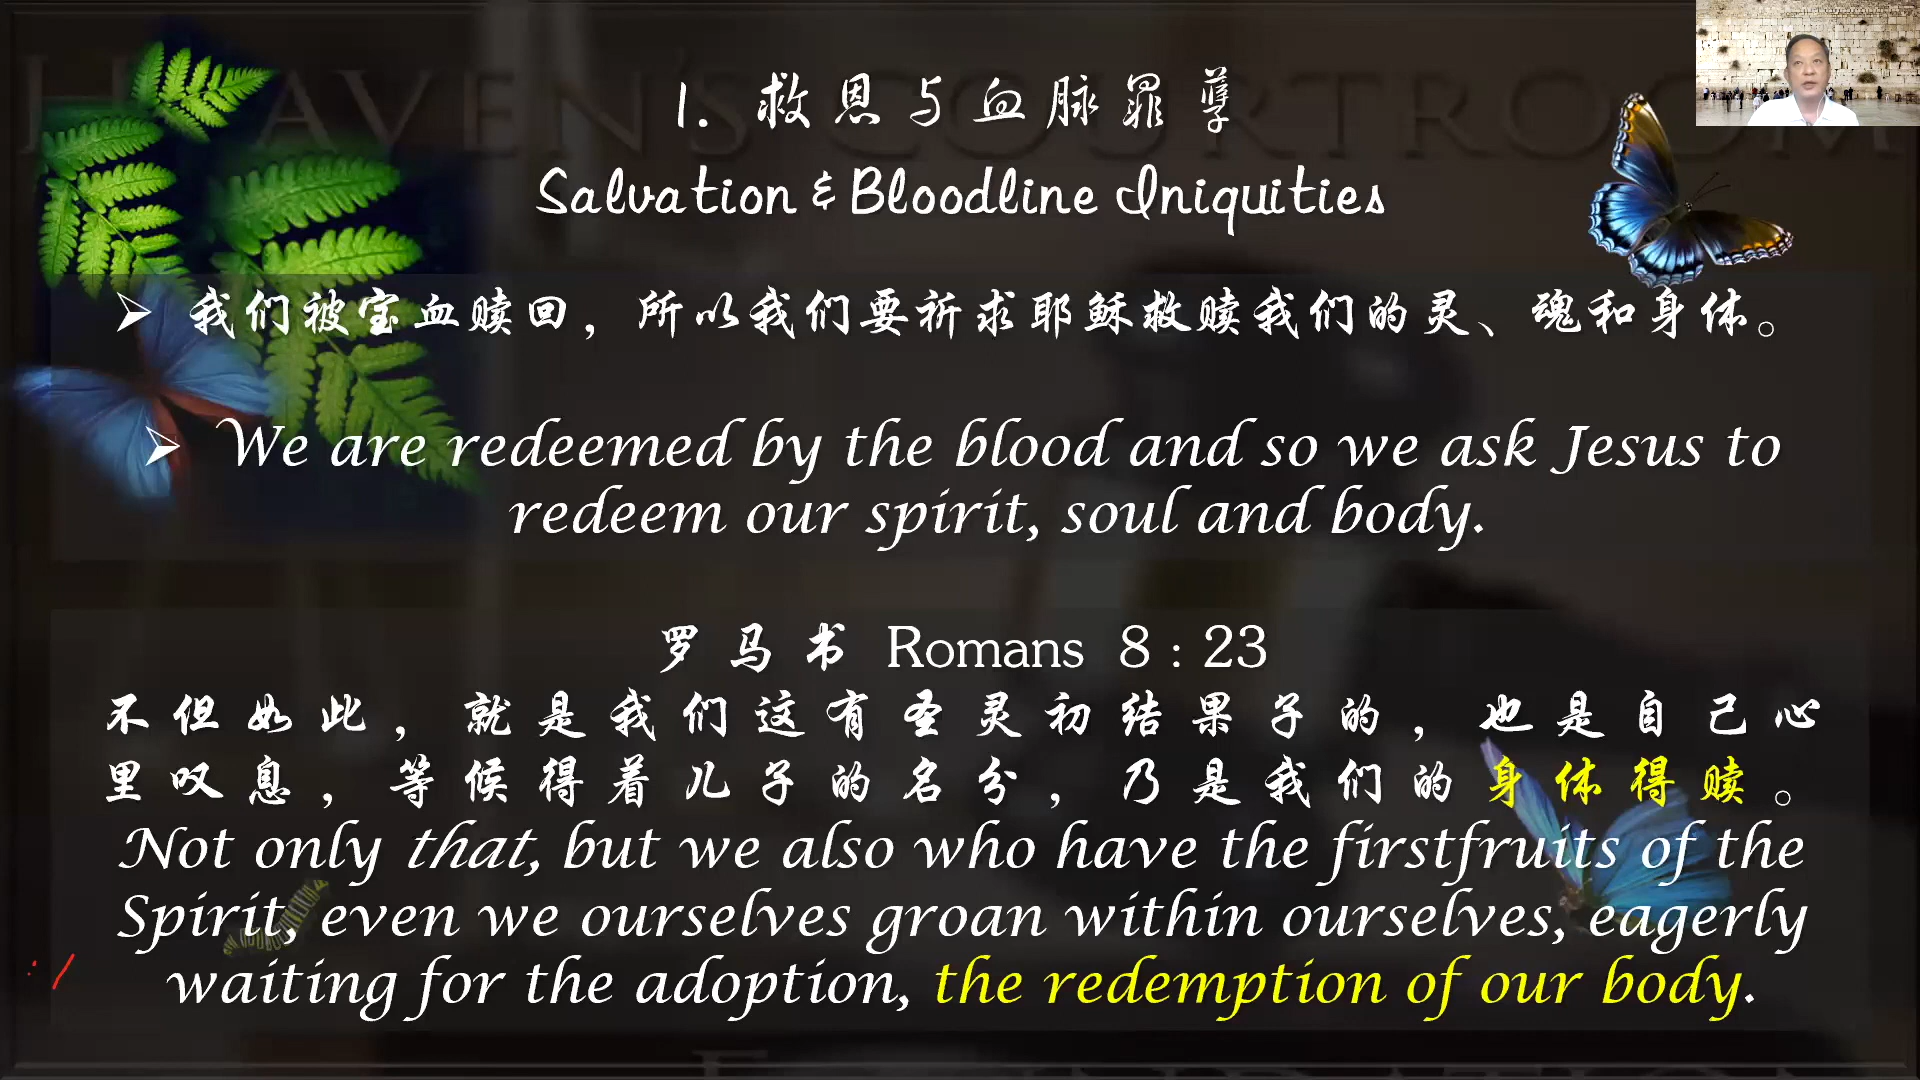 HEAVEN'S COURTROOM
1. 救恩与血脉罪孽
Salvation & Bloodline Iniquities
➢ 我们被宝血赎回，所以我们要祈求耶稣救赎我们的灵、魂和身体。
➢ We are redeemed by the blood and so we ask Jesus to
redeem our spirit, soul and body.
罗马书 Romans 8 : 23
不但如此，就是我们这有圣灵初结果子的，也是自己心
里叹息，等候得着儿子的名分，乃是我们的身体得赎。
Not only that, but we also who have the firstfruits of the
Spirit, even we ourselves groan within ourselves, eagerly
waiting for the adoption, the redemption of our body.